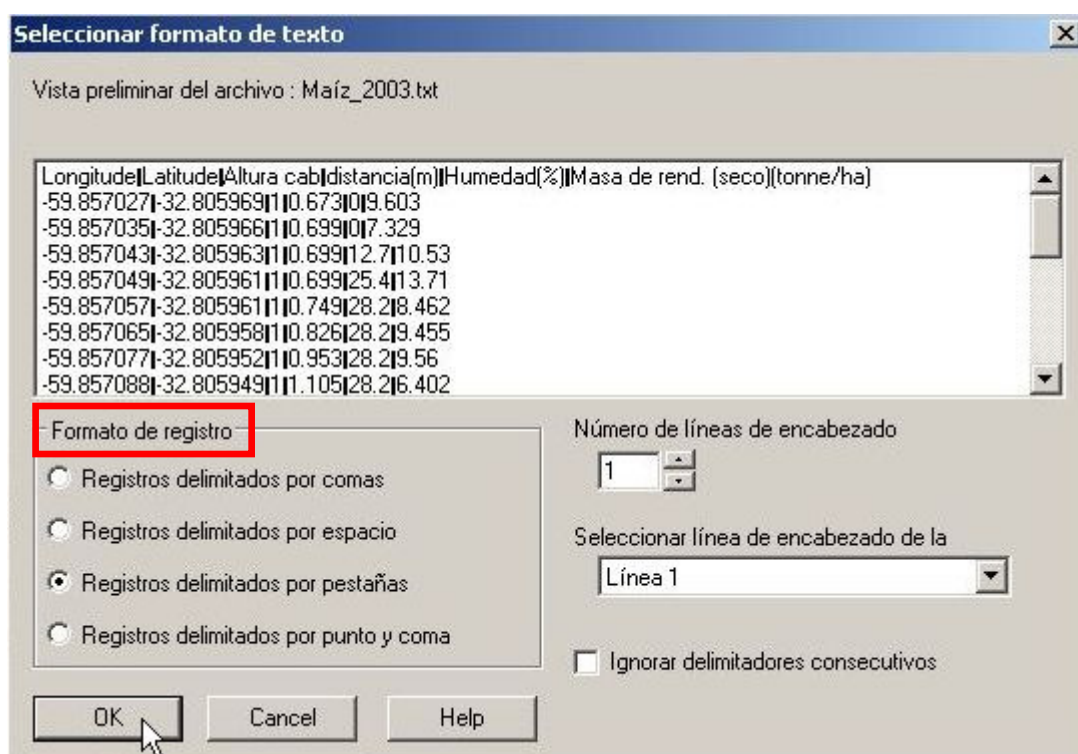 Seleccionar formato de texto
Vista preliminar del archivo : Maíz_2003.txt
Longitude|Latitude|Altura cab|distancia(m)|Humedad(%)|Masa de rend. (seco)(tonne/ha)
-59.857027|-32.805969|1|0.673|0|9.603
-59.857035|-32.805966|1|0.699|0|7.329
-59.857043|-32.805963|1|0.699|12.7|10.53
-59.857049|-32.805961|1|0.699|25.4|13.71
-59.857057|-32.805961|1|0.749|28.2|8.462
-59.857065|-32.805958|1|0.826|28.2|9.455
-59.857077|-32.805952|1|0.953|28.2|9.56
-59.857088|-32.805949|1|1.105|28.2|6.402
Formato de registro
Registros delimitados por comas
Registros delimitados por espacio
Registros delimitados por pestañas
Registros delimitados por punto y coma
Número de líneas de encabezado
1
Seleccionar línea de encabezado de la
Línea 1
Ignorar delimitadores consecutivos
OK
Cancel
Help